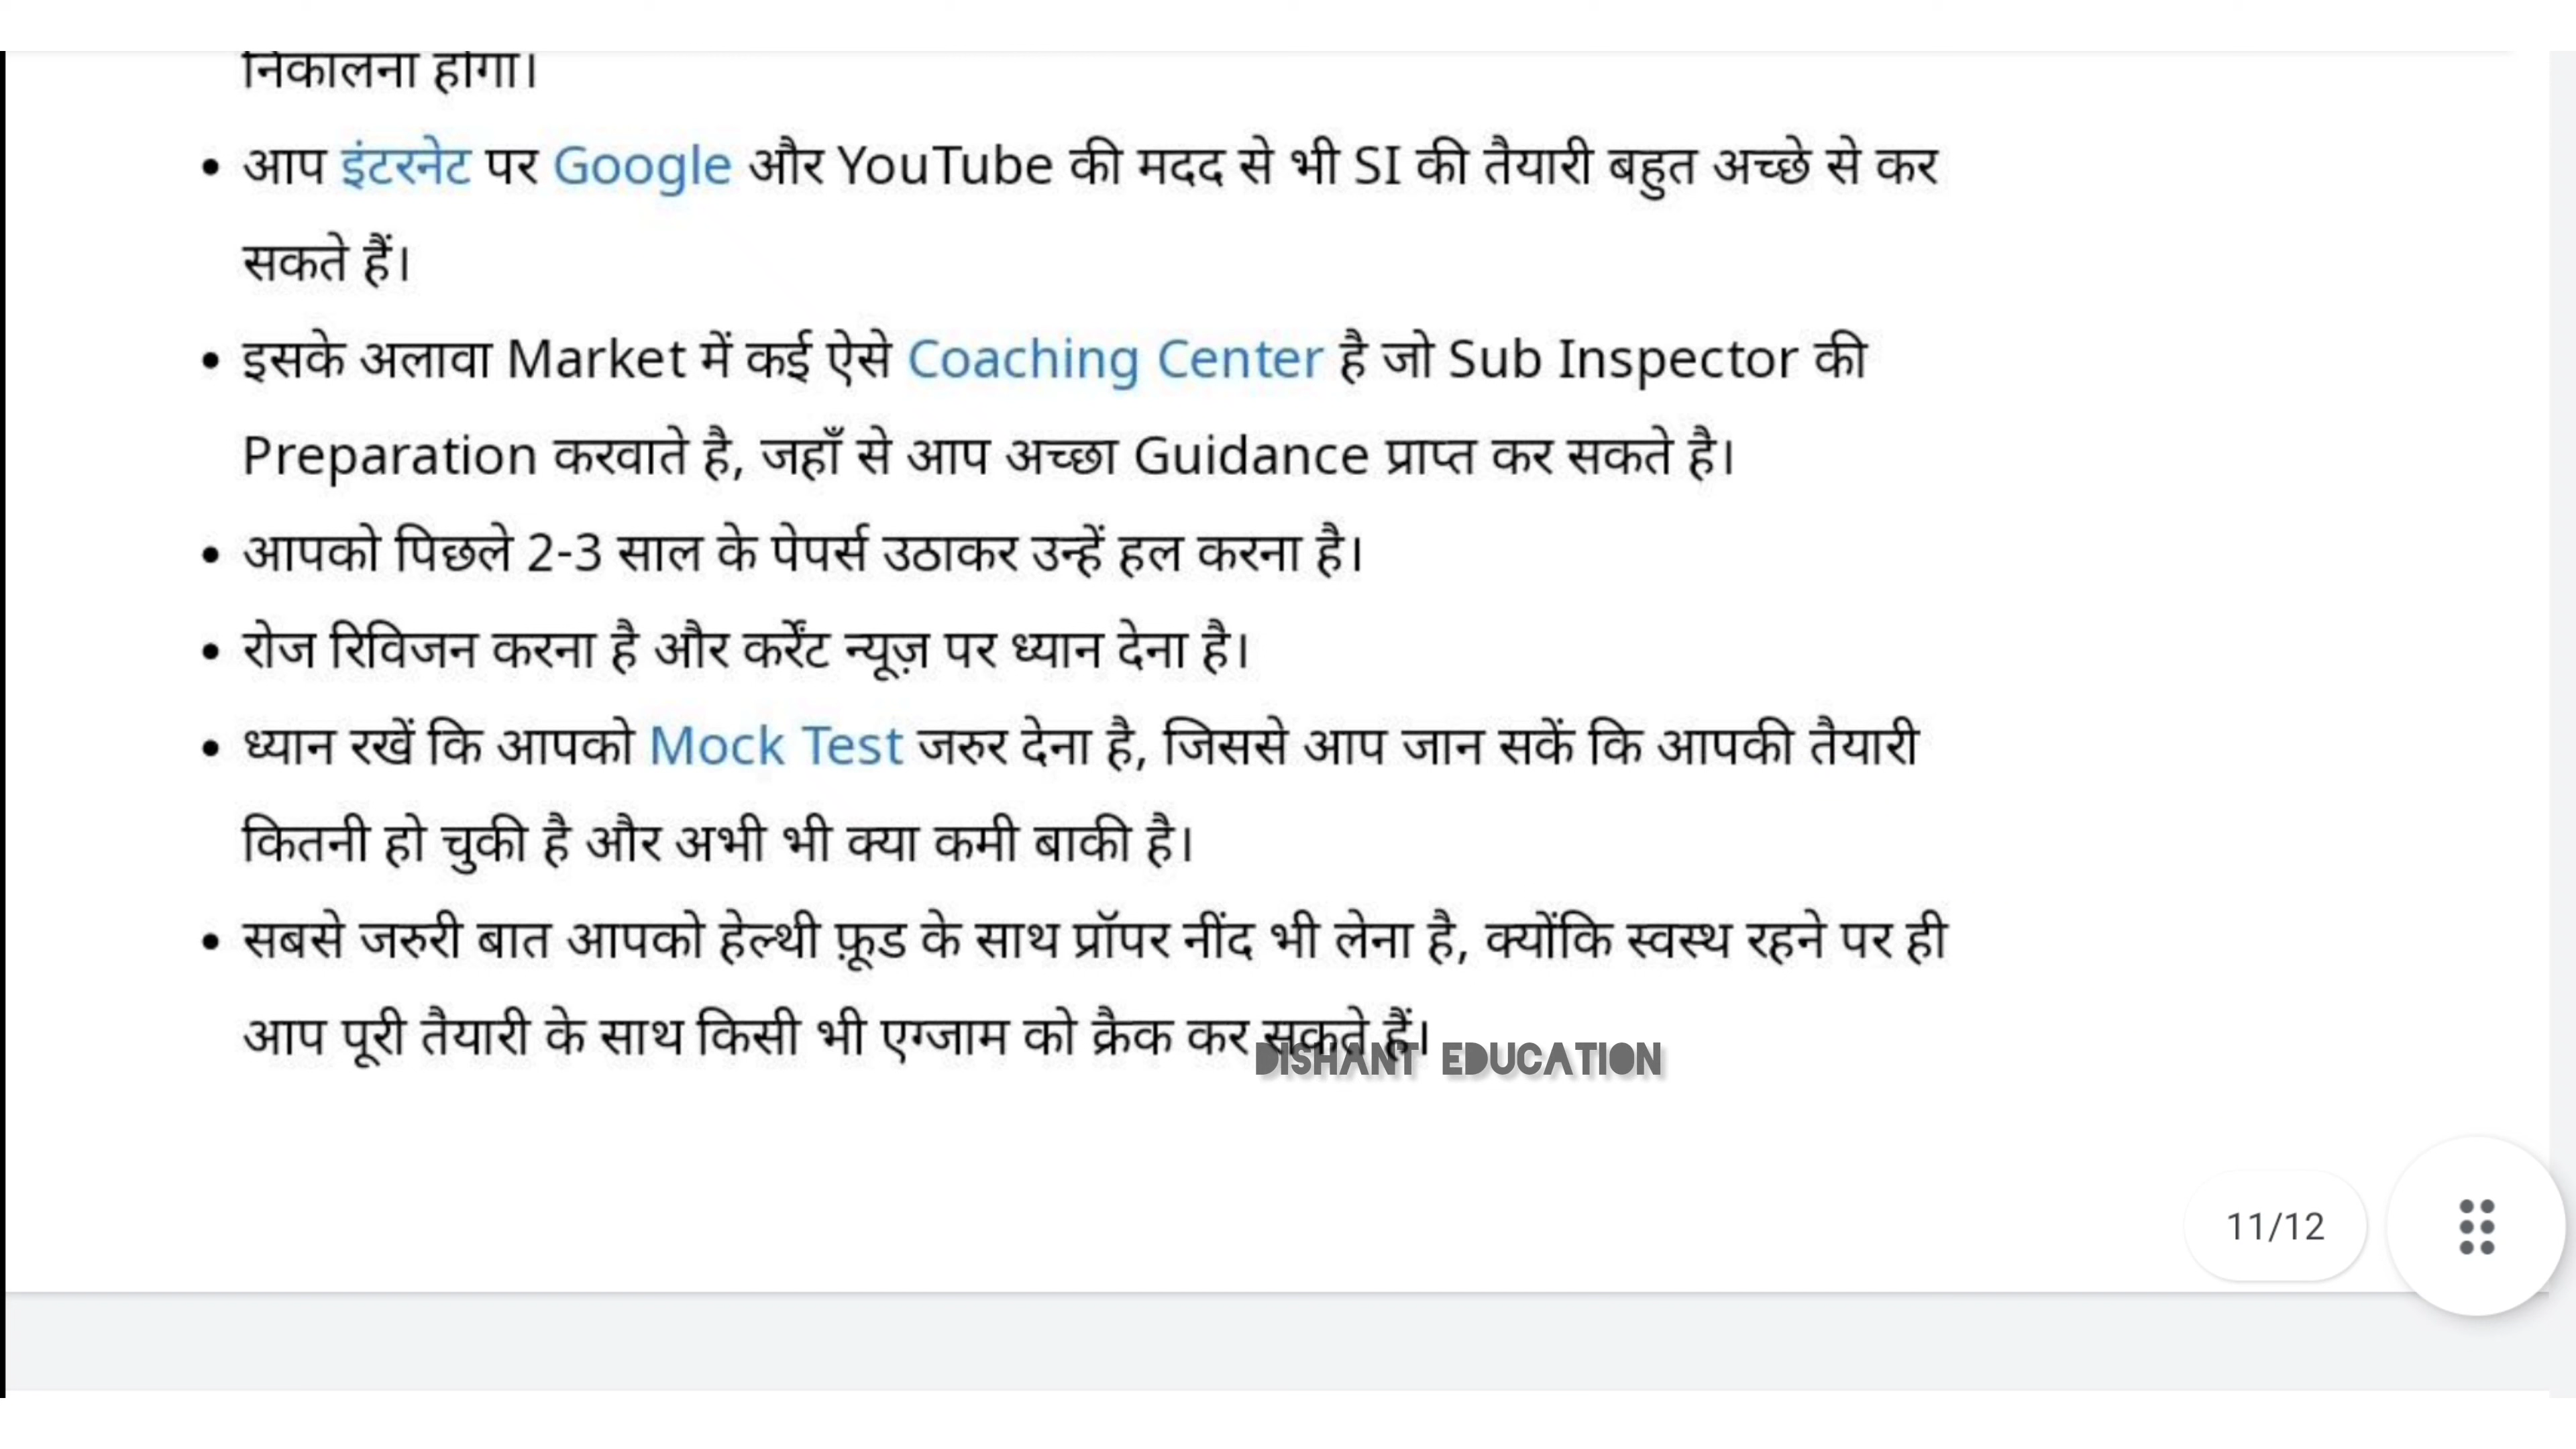 निकालना होगा।
• आप इंटरनेट पर Google और YouTube की मदद से भी SI की तैयारी बहुत अच्छे से कर
सकते हैं।
• इसके अलावा Market में कई ऐसे Coaching Center है जो Sub Inspector की
Preparation करवाते है, जहाँ से आप अच्छा Guidance प्राप्त कर सकते है।
• आपको पिछले 2-3 साल के पेपर्स उठाकर उन्हें हल करना है।
• रोज रिविजन करना है और करेंट न्यूज़ पर ध्यान देना है।
• ध्यान रखें कि आपको Mock Test जरुर देना है, जिससे आप जान सकें कि आपकी तैयारी
कितनी हो चुकी है और अभी भी क्या कमी बाकी है।
• सबसे जरुरी बात आपको हेल्थी फ़ूड के साथ प्रॉपर नींद भी लेना है, क्योंकि स्वस्थ रहने पर ही
आप पूरी तैयारी के साथ किसी भी एग्जाम को क्रैक कर सकते हैं।
DISHANT EDUCATION
11/12